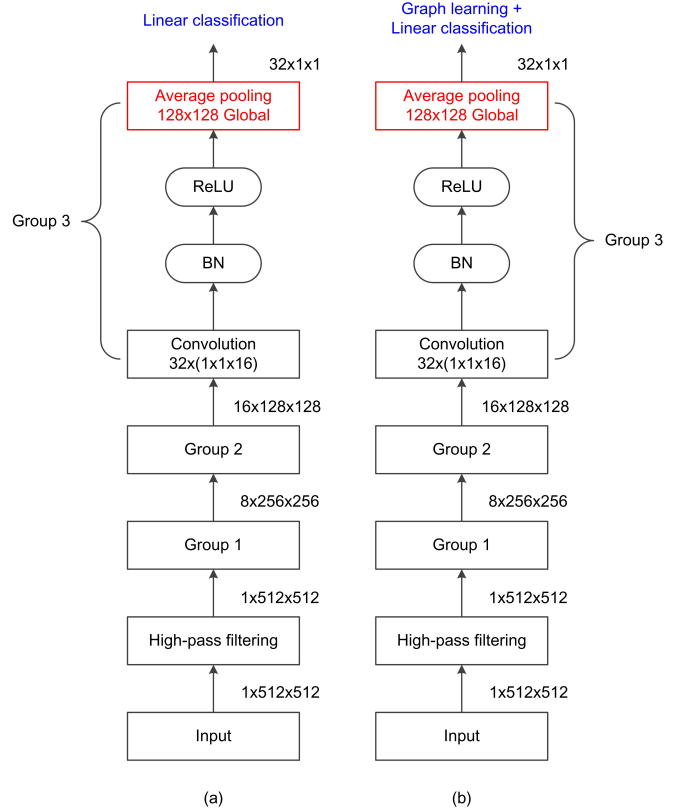 Linear classification
32x1x1
Average pooling
128x128 Global
ReLU
Group 3
BN
Convolution
32x(1x1x16)
16x128x128
Group 2
8x256x256
Group 1
1x512x512
High-pass filtering
1x512x512
Input
(a)
Graph learning +
Linear classification
32x1x1
Average pooling
128x128 Global
ReLU
Group 3
BN
Convolution
32x(1x1x16)
16x128x128
Group 2
8x256x256
Group 1
1x512x512
High-pass filtering
1x512x512
Input
(b)